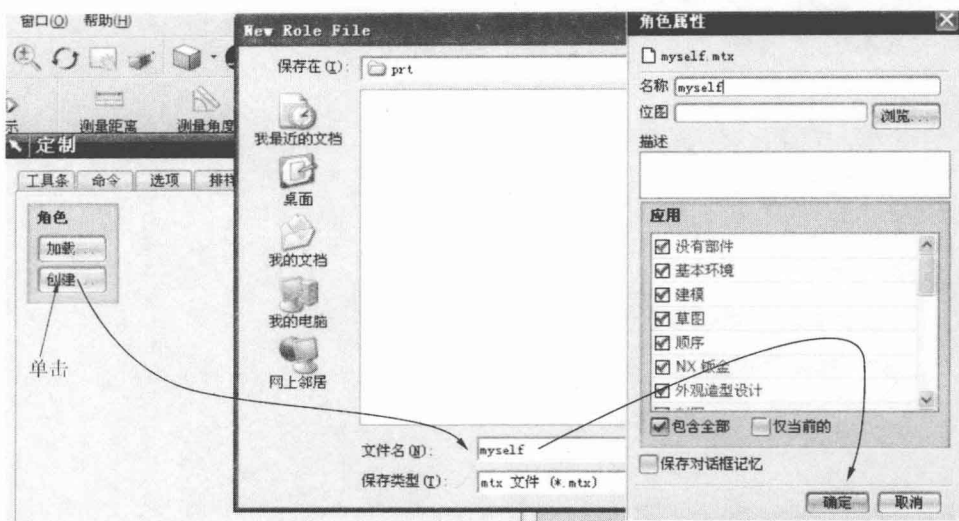 窗口(O) 帮助(H)
测量距离 测量角度
定制
工具条 命令 选项
角色
加载...
创建...
单击
New Role File
保存在(I): prt
我最近的文档
桌面
我的文档
我的电脑
网上邻居
文件名(N): myself
保存类型(T): mtx 文件 (*.mtx)
角色属性
myself.mtx
名称 myself
位图 浏览...
描述
应用
没有部件
基本环境
建模
草图
顺序
NX 钣金
外观造型设计
包含全部 仅当前的
保存对话框记忆
确定 取消